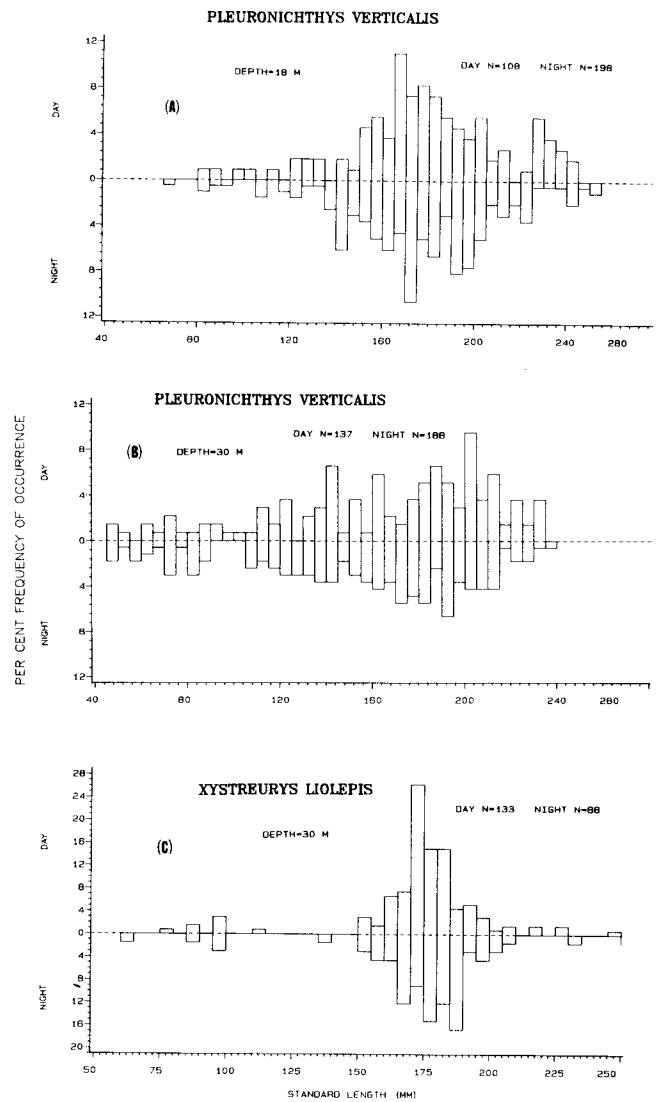 PLEURONICHTHYS VERTICALIS
DEPTH=18 M
DAY N=108 NIGHT N=198
(A)
12
8
4
0
4
8
12
DAY
NIGHT
40 80 120 160 200 240 280
PLEURONICHTHYS VERTICALIS
DAY N=137 NIGHT N=188
(B) DEPTH=30 M
12
8
4
0
4
8
12
DAY
NIGHT
40 80 120 160 200 240 280
PER CENT FREQUENCY OF OCCURRENCE
XYSTREURYS LIOLEPIS
DAY N=133 NIGHT N=88
DEPTH=30 M
(C)
28
24
20
16
12
8
4
0
4
8
12
16
20
DAY
NIGHT
50 75 100 125 150 175 200 225 250
STANDARD LENGTH (MM)